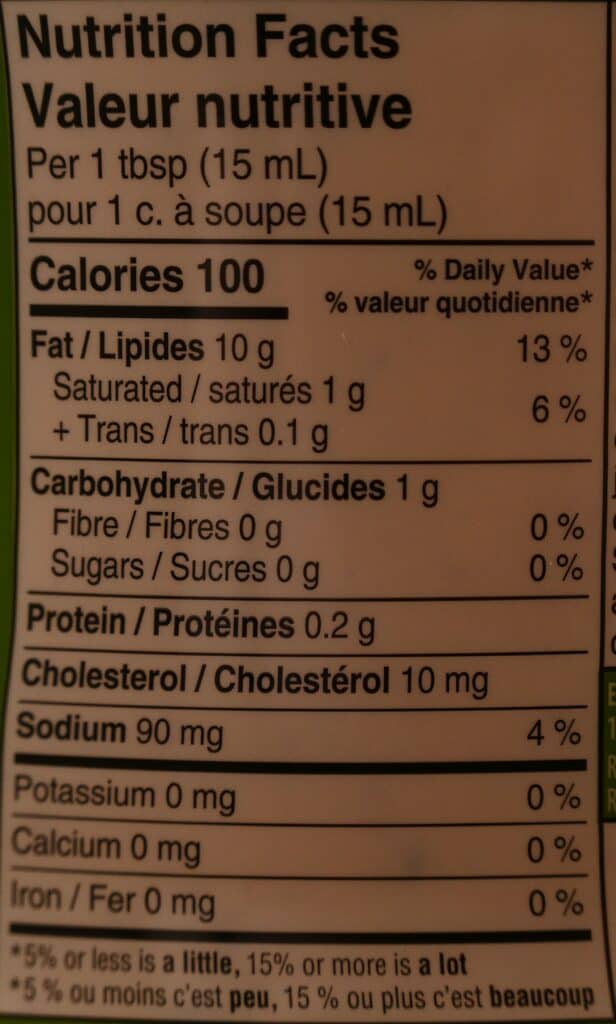 Nutrition Facts
Valeur nutritive
Per 1 tbsp (15 mL)
pour 1 c. à soupe (15 mL)
Calories 100
% Daily Value*
% valeur quotidienne*
Fat / Lipides 10 g 13 %
Saturated / saturés 1 g
+ Trans / trans 0.1 g
6 %
Carbohydrate / Glucides 1 g
Fibre / Fibres 0 g 0 %
Sugars / Sucres 0 g 0 %
Protein / Protéines 0.2 g
Cholesterol / Cholestérol 10 mg
Sodium 90 mg 4 %
Potassium 0 mg 0 %
Calcium 0 mg 0 %
Iron / Fer 0 mg 0 %
*5% or less is a little, 15% or more is a lot
*5 % ou moins c'est peu, 15 % ou plus c'est beaucoup